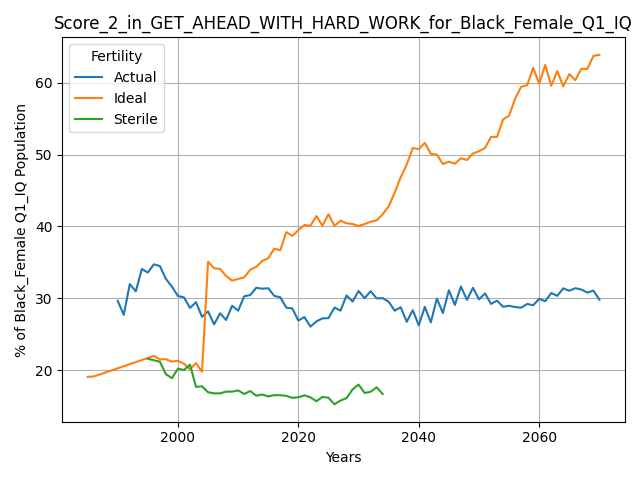 Score_2_in_GET_AHEAD_WITH_HARD_WORK_for_Black_Female_Q1_IQ
Fertility
Actual
Ideal
Sterile
% of Black_Female Q1_IQ Population
60
50
40
30
20
2000
2020
2040
2060
Years